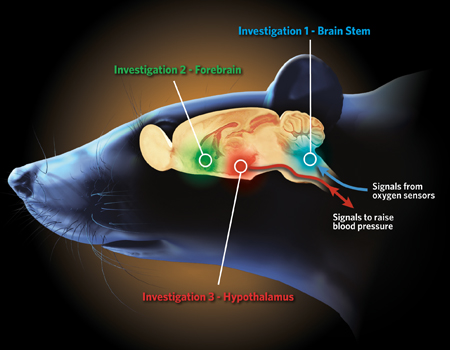 Investigation 1 - Brain Stem
Investigation 2 - Forebrain
Signals from
oxygen sensors
Signals to raise
blood pressure
Investigation 3 - Hypothalamus